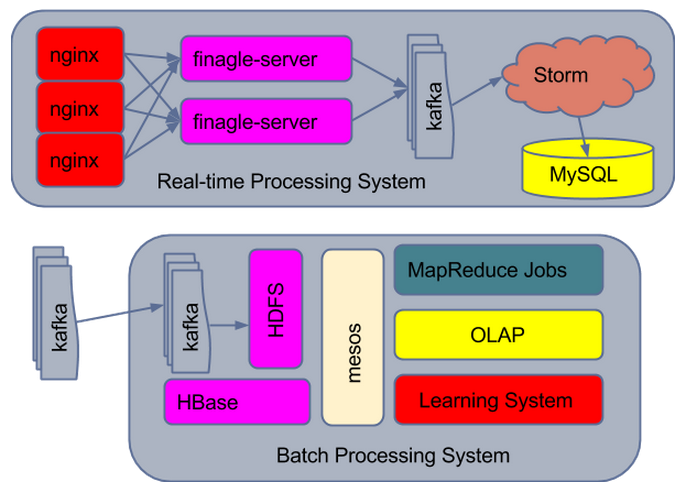 nginx
nginx
nginx
finagle-server
finagle-server
kafka
Storm
MySQL
Real-time Processing System
kafka
kafka
HDFS
HBase
mesos
MapReduce Jobs
OLAP
Learning System
Batch Processing System